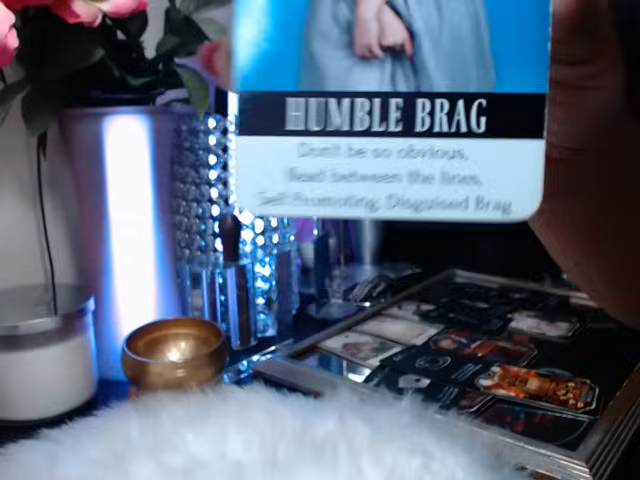 HUMBLE BRAG
Don't be so obvious,
Read between the lines,
Self Promoting, Disguised Brag